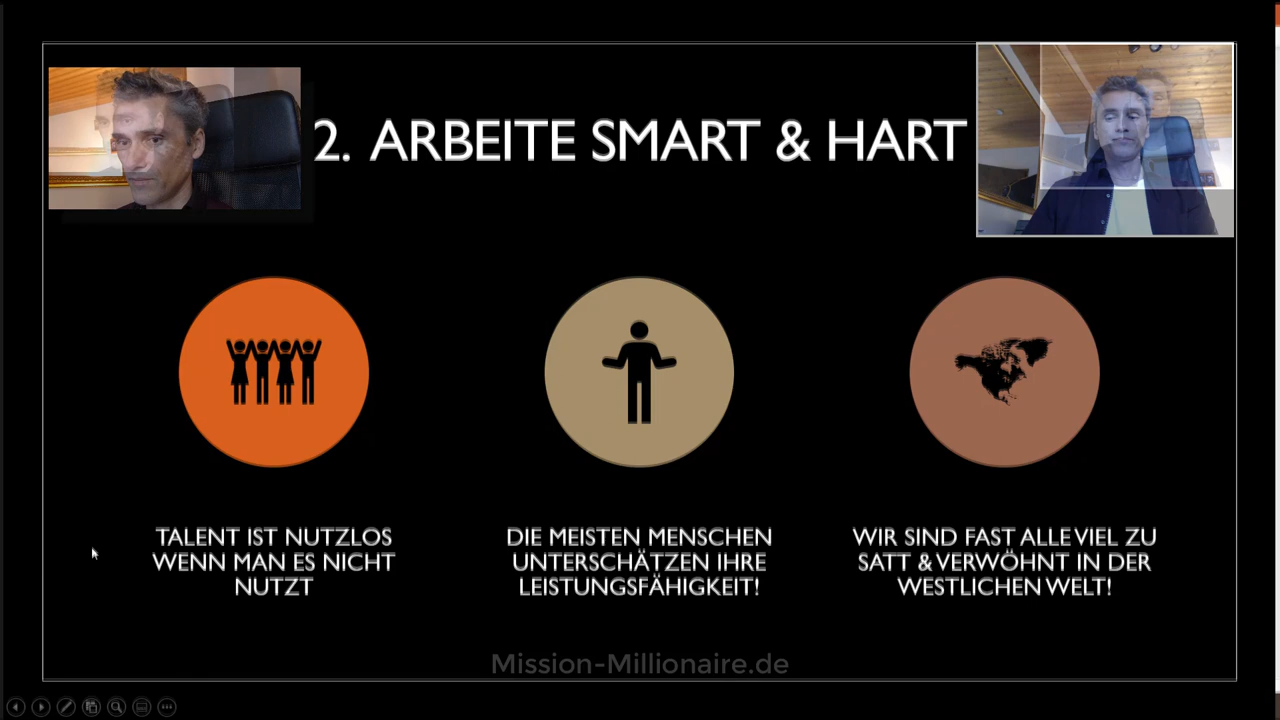 2. ARBEITE SMART & HART
TALENT IST NUTZLOS
WENN MAN ES NICHT
NUTZT
DIE MEISTEN MENSCHEN
UNTERSCHÄTZEN IHRE
LEISTUNGSFÄHIGKEIT!
WIR SIND FAST ALLE VIEL ZU
SATT & VERWÖHNT IN DER
WESTLICHEN WELT!
Mission-Millionaire.de